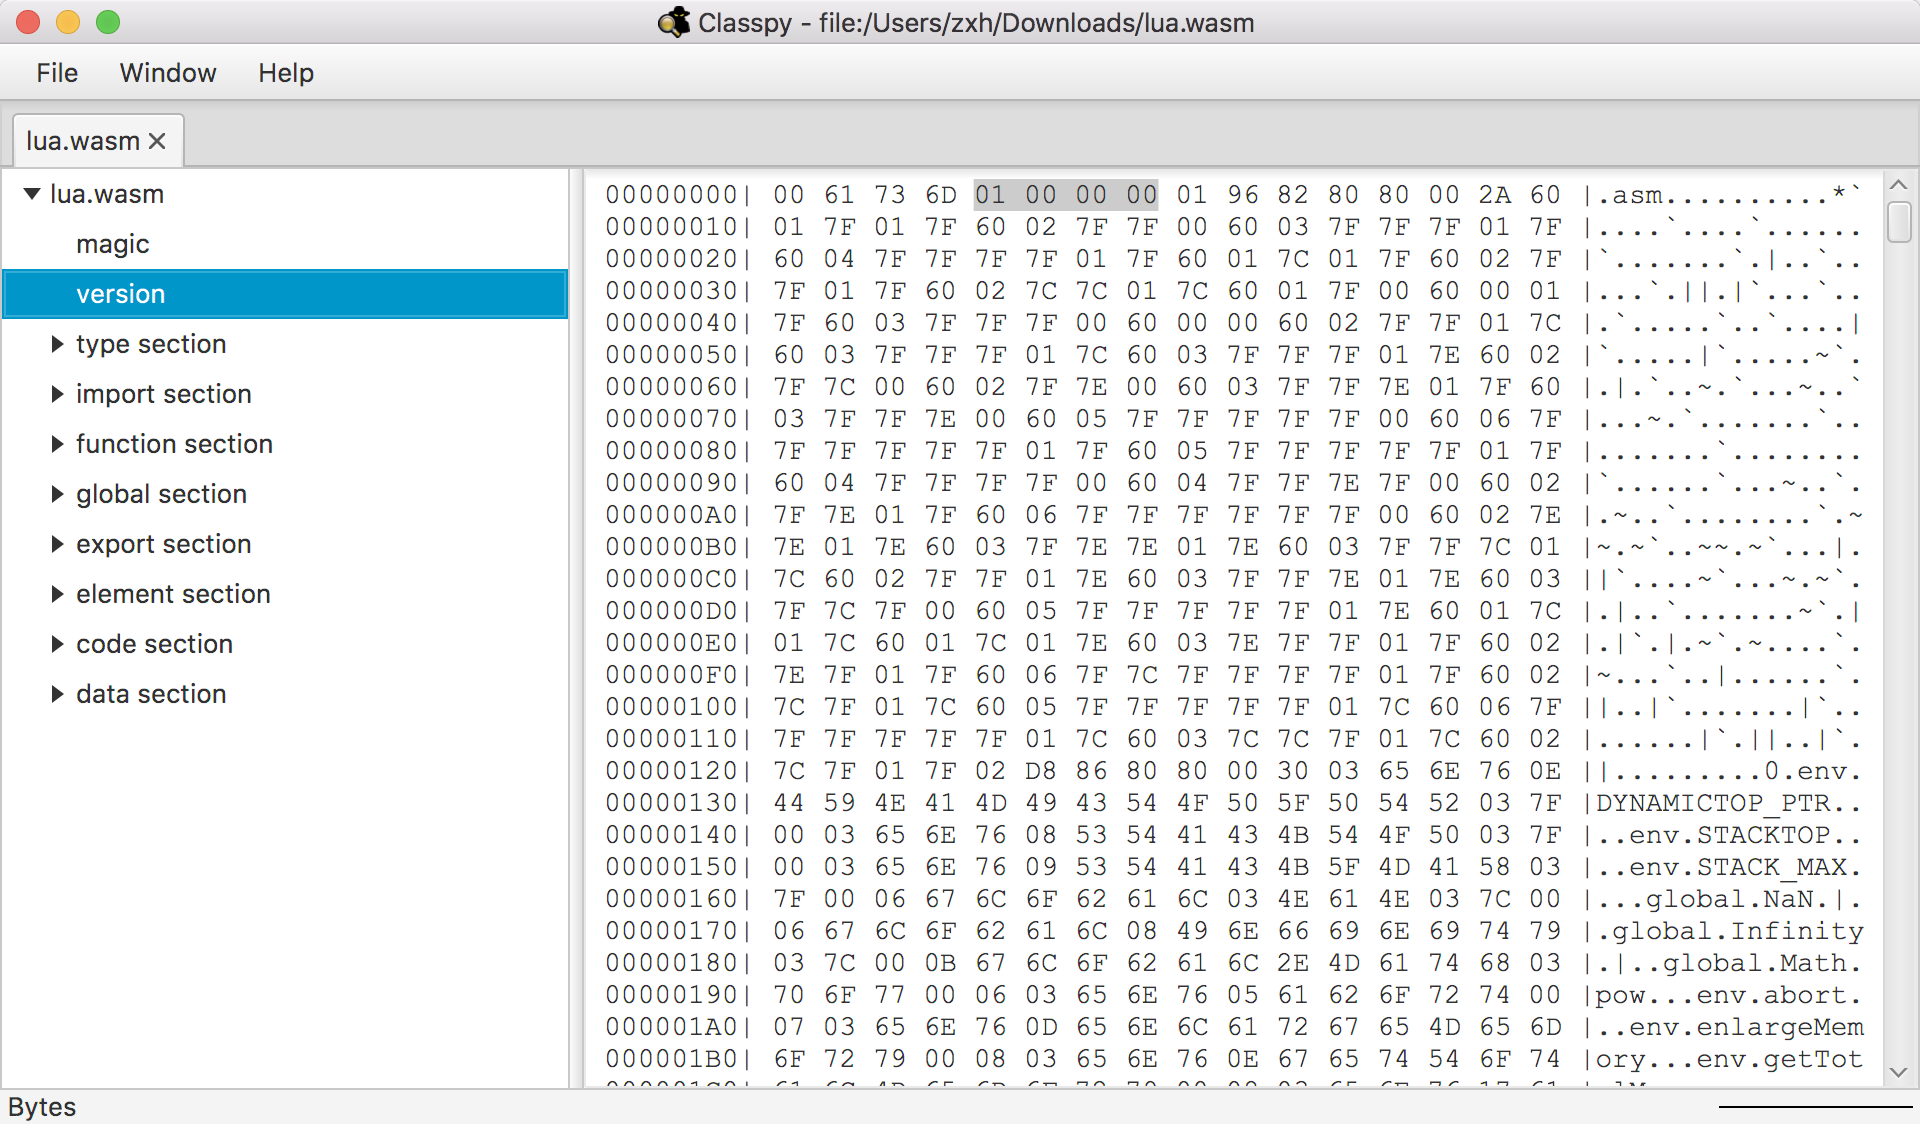 Classpy - file:/Users/zxh/Downloads/lua.wasm
File Window Help
lua.wasm
lua.wasm
magic
version
type section
import section
function section
global section
export section
element section
code section
data section
00000000| 00 61 73 6D 01 00 00 00 01 96 82 80 80 00 2A 60 |.asm..........*`
00000010| 01 7F 01 7F 60 02 7F 7F 00 60 03 7F 7F 7F 01 7F |....`....`......
00000020| 60 04 7F 7F 7F 7F 01 7F 60 01 7C 01 7F 60 02 7F |`.......`.|..`..
00000030| 7F 01 7F 60 02 7C 7C 01 7C 60 01 7F 00 60 00 01 |...`.||.|`...`..
00000040| 7F 60 03 7F 7F 7F 00 60 00 00 60 02 7F 7F 01 7C |.`.....`..`....|
00000050| 60 03 7F 7F 7F 01 7C 60 03 7F 7F 7F 01 7E 60 02 |`.....|`.....~`.
00000060| 7F 7C 00 60 02 7F 7E 00 60 03 7F 7F 7E 01 7F 60 |.|.`..~.`...~..`
00000070| 03 7F 7F 7E 00 60 05 7F 7F 7F 7F 7F 00 60 06 7F |...~.`.......`..
00000080| 7F 7F 7F 7F 7F 01 7F 60 05 7F 7F 7F 7F 7F 01 7F |.......`........
00000090| 60 04 7F 7F 7F 7F 00 60 04 7F 7F 7E 7F 00 60 02 |`......`...~..`.
000000A0| 7F 7E 01 7F 60 06 7F 7F 7F 7F 7F 7F 00 60 02 7E |.~..`........`.~
000000B0| 7E 01 7E 60 03 7F 7E 7E 01 7E 60 03 7F 7F 7C 01 |~.~`..~~.~`...|.
000000C0| 7C 60 02 7F 7F 01 7E 60 03 7F 7F 7E 01 7E 60 03 ||`....~`...~.~`.
000000D0| 7F 7C 7F 00 60 05 7F 7F 7F 7F 7F 01 7E 60 01 7C |.|..`.......~`.|
000000E0| 01 7C 60 01 7C 01 7E 60 03 7E 7F 7F 01 7F 60 02 |.|`.|.~`.~....`.
000000F0| 7E 7F 01 7F 60 06 7F 7C 7F 7F 7F 7F 01 7F 60 02 |~...`..|......`.
00000100| 7C 7F 01 7C 60 05 7F 7F 7F 7F 7F 01 7C 60 06 7F ||..|`.......|`..
00000110| 7F 7F 7F 7F 7F 01 7C 60 03 7C 7C 7F 01 7C 60 02 |......|`.||..|`.
00000120| 7C 7F 01 7F 02 D8 86 80 80 00 30 03 65 6E 76 0E ||.........0.env.
00000130| 44 59 4E 41 4D 49 43 54 4F 50 5F 50 54 52 03 7F |DYNAMICTOP_PTR..
00000140| 00 03 65 6E 76 08 53 54 41 43 4B 54 4F 50 03 7F |..env.STACKTOP..
00000150| 00 03 65 6E 76 09 53 54 41 43 4B 5F 4D 41 58 03 |..env.STACK_MAX.
00000160| 7F 00 06 67 6C 6F 62 61 6C 03 4E 61 4E 03 7C 00 |...global.NaN.|.
00000170| 06 67 6C 6F 62 61 6C 08 49 6E 66 69 6E 69 74 79 |.global.Infinity
00000180| 03 7C 00 0B 67 6C 6F 62 61 6C 2E 4D 61 74 68 03 |.|..global.Math.
00000190| 70 6F 77 00 06 03 65 6E 76 05 61 62 6F 72 74 00 |pow...env.abort.
000001A0| 07 03 65 6E 76 0D 65 6E 6C 61 72 67 65 4D 65 6D |..env.enlargeMem
000001B0| 6F 72 79 00 08 03 65 6E 76 0E 67 65 74 54 6F 74 |ory...env.getTot
Bytes